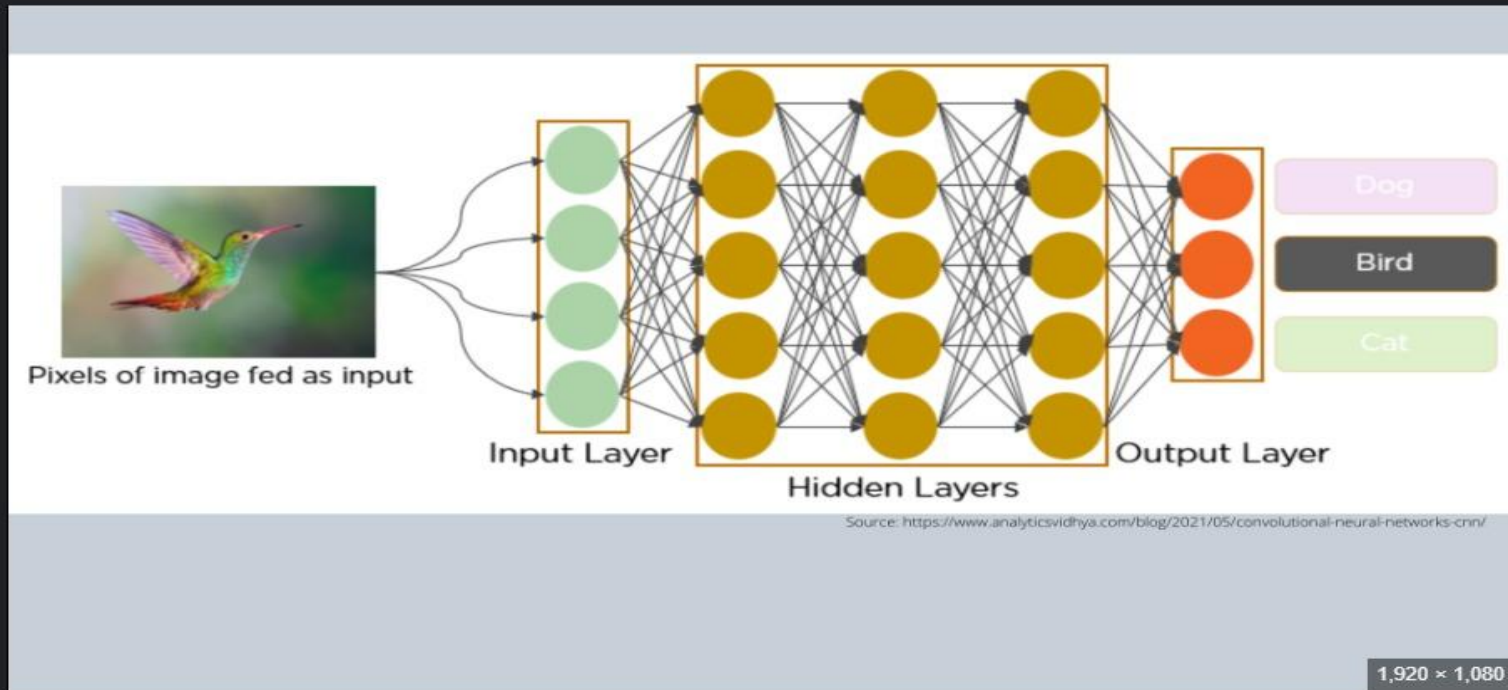 Dog
Bird
Cat
Pixels of image fed as input
Input Layer
Output Layer
Hidden Layers
Source: https://www.analyticsvidhya.com/blog/2021/05/convolutional-neural-networks-cnn/
1,920 × 1,080